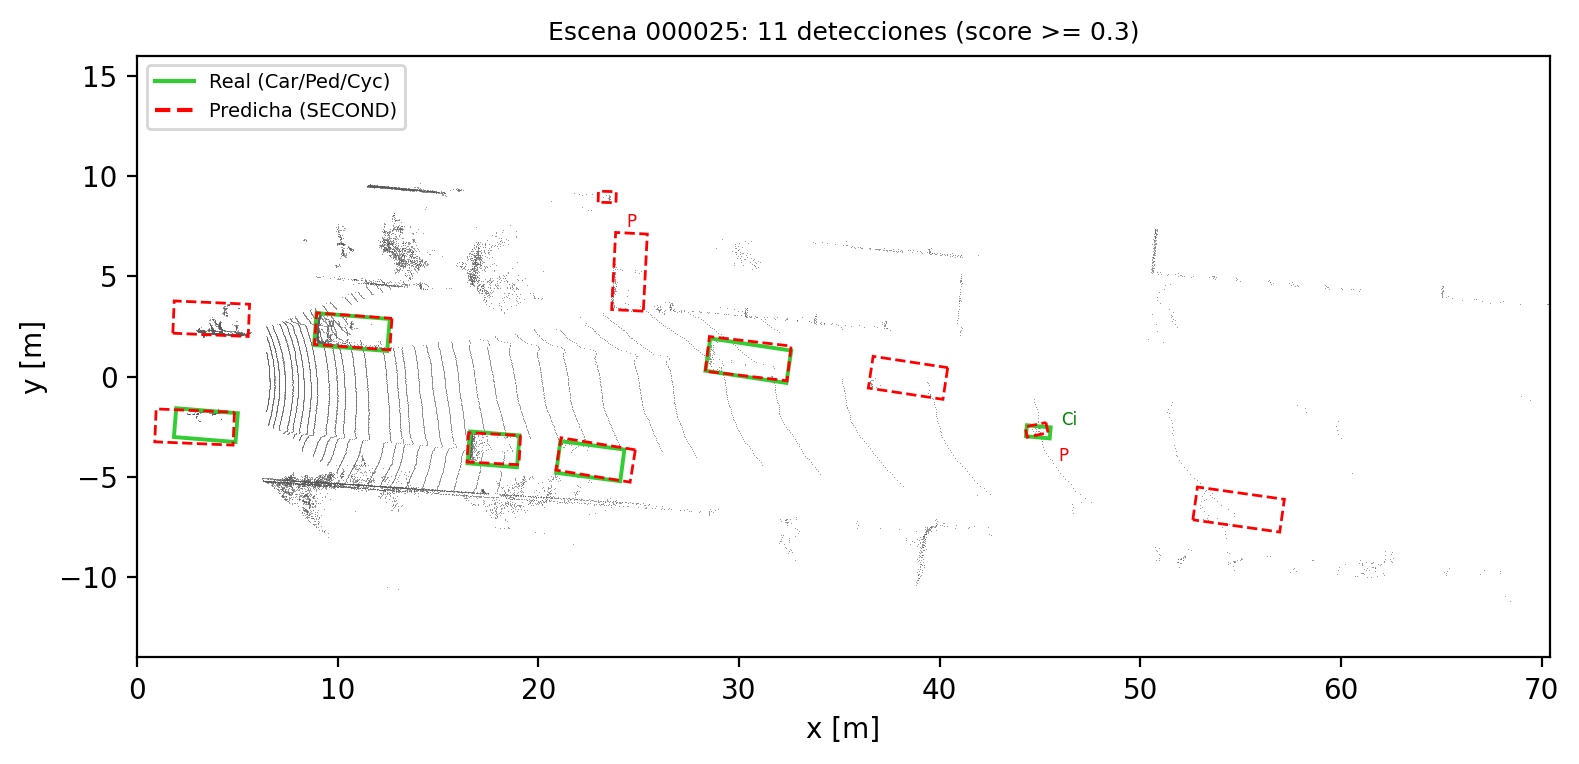 Escena 000025: 11 detecciones (score >= 0.3)
Real (Car/Ped/Cyc)
Predicha (SECOND)
15
10
5
0
−5
−10
y [m]
P
Ci
P
0
10
20
30
40
50
60
70
x [m]